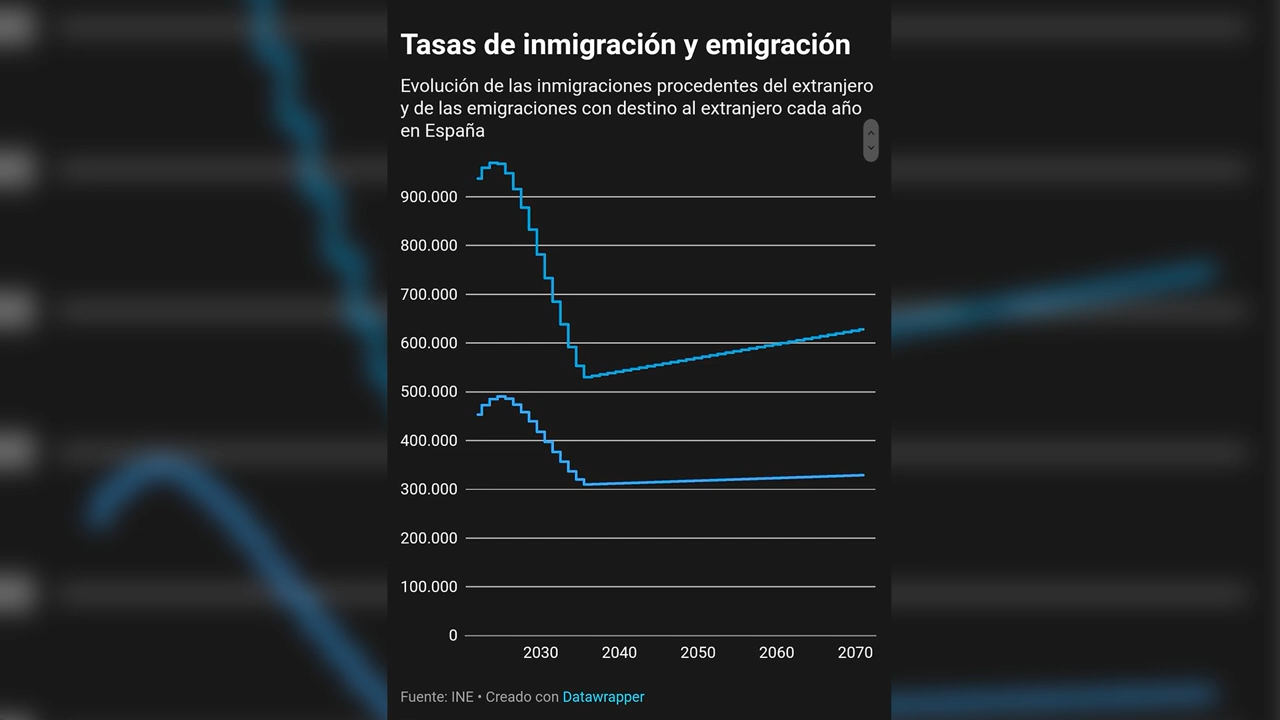 Tasas de inmigración y emigración
Evolución de las inmigraciones procedentes del extranjero
y de las emigraciones con destino al extranjero cada año
en España
900.000
800.000
700.000
600.000
500.000
400.000
300.000
200.000
100.000
0
2030 2040 2050 2060 2070
Fuente: INE • Creado con Datawrapper